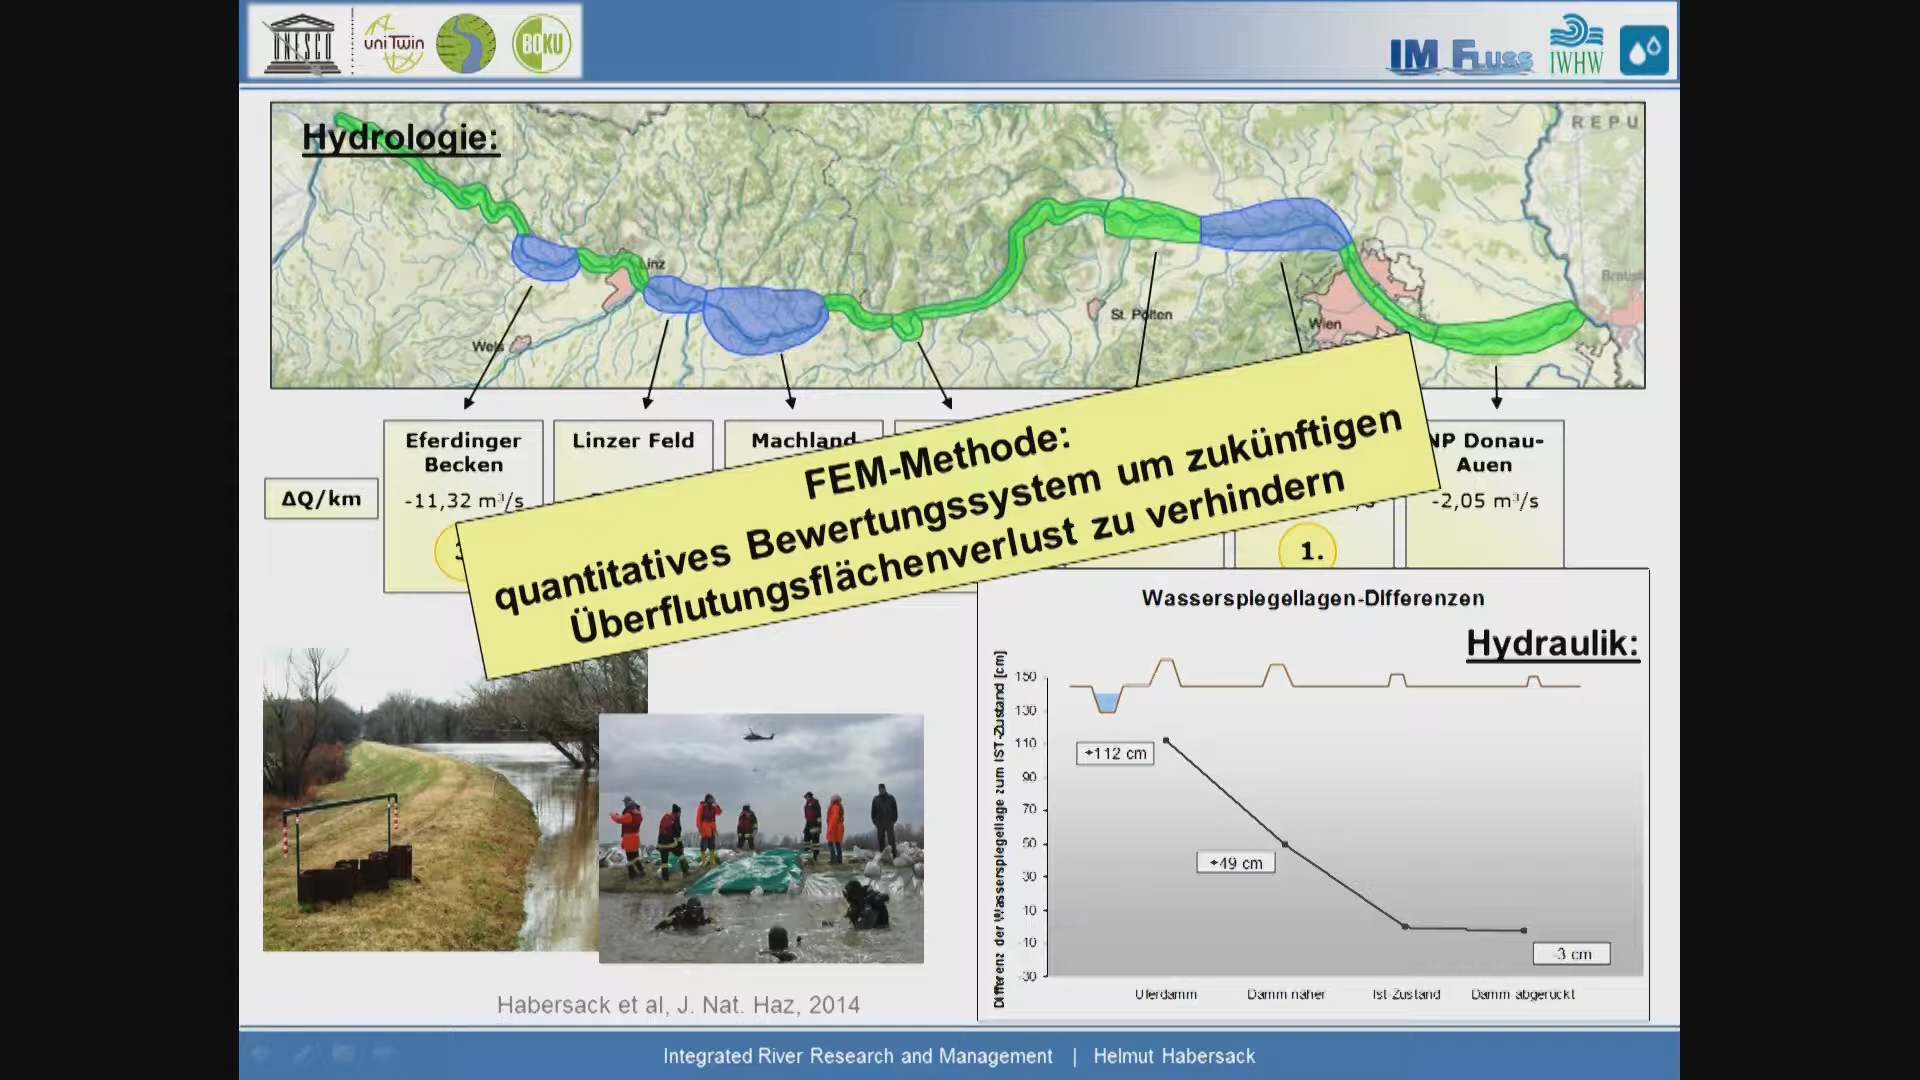 UNESCO
uniTwin
BOKU
IM Fluss
IWHW
Hydrologie:
REPU
Linz
Wels
St. Pölten
Wien
Eferdinger
Becken
-11,32 m³/s
Linzer Feld
Machland
NP Donau-
Auen
-2,05 m³/s
ΔQ/km
1.
FEM-Methode:
quantitatives Bewertungssystem um zukünftigen
Überflutungsflächenverlust zu verhindern
Wasserspiegellagen-Differenzen
Hydraulik:
Differenz der Wasserspiegellage zum IST-Zustand [cm]
150
130
110
90
70
50
30
10
-10
-30
+112 cm
+49 cm
-3 cm
Uferdamm
Damm näher
Ist-Zustand
Damm abgerückt
Habersack et al, J. Nat. Haz, 2014
Integrated River Research and Management | Helmut Habersack